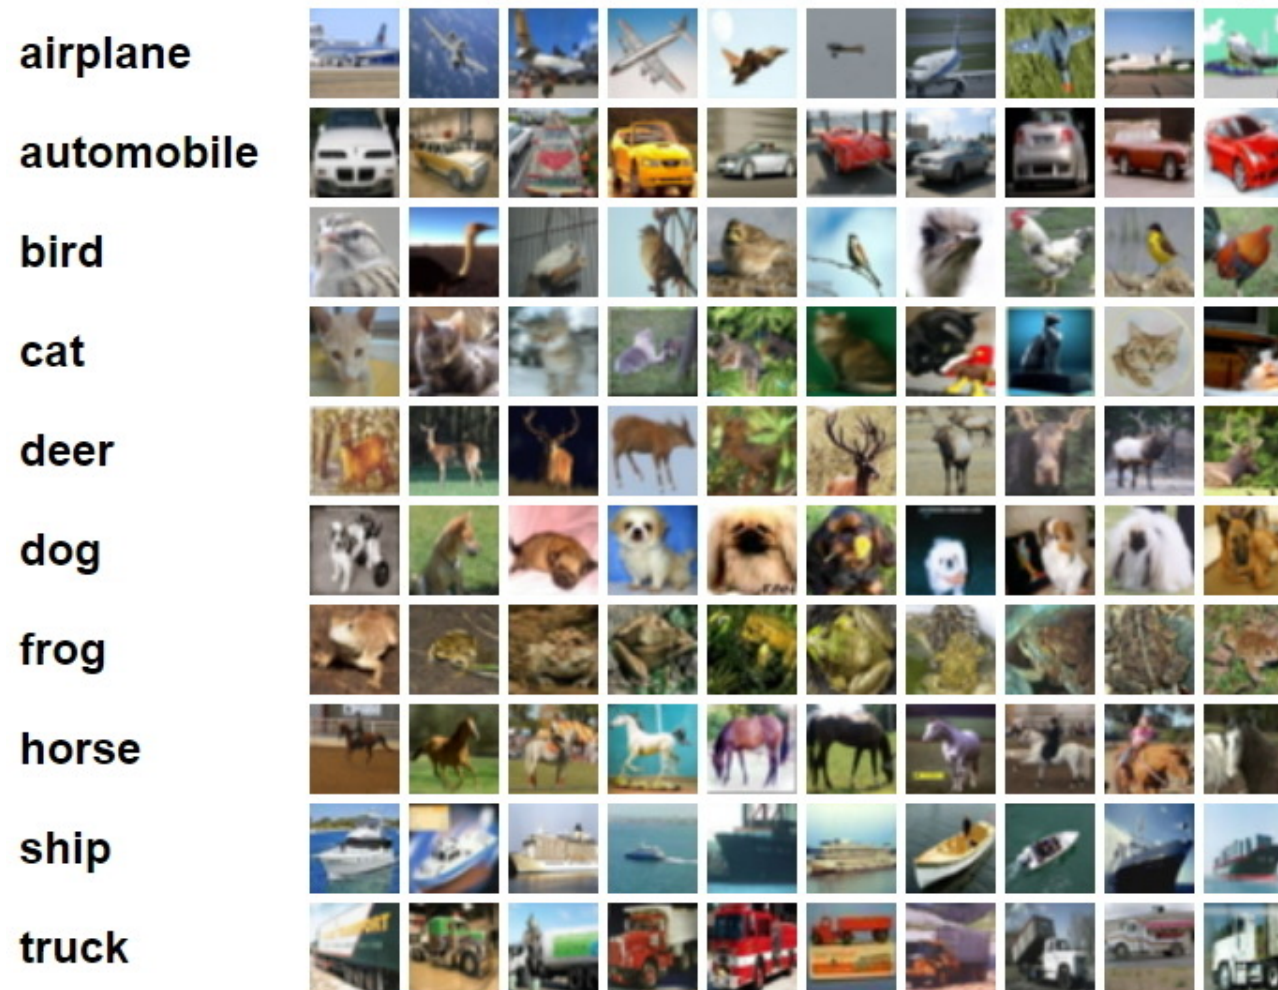 airplane
automobile
bird
cat
deer
dog
frog
horse
ship
truck